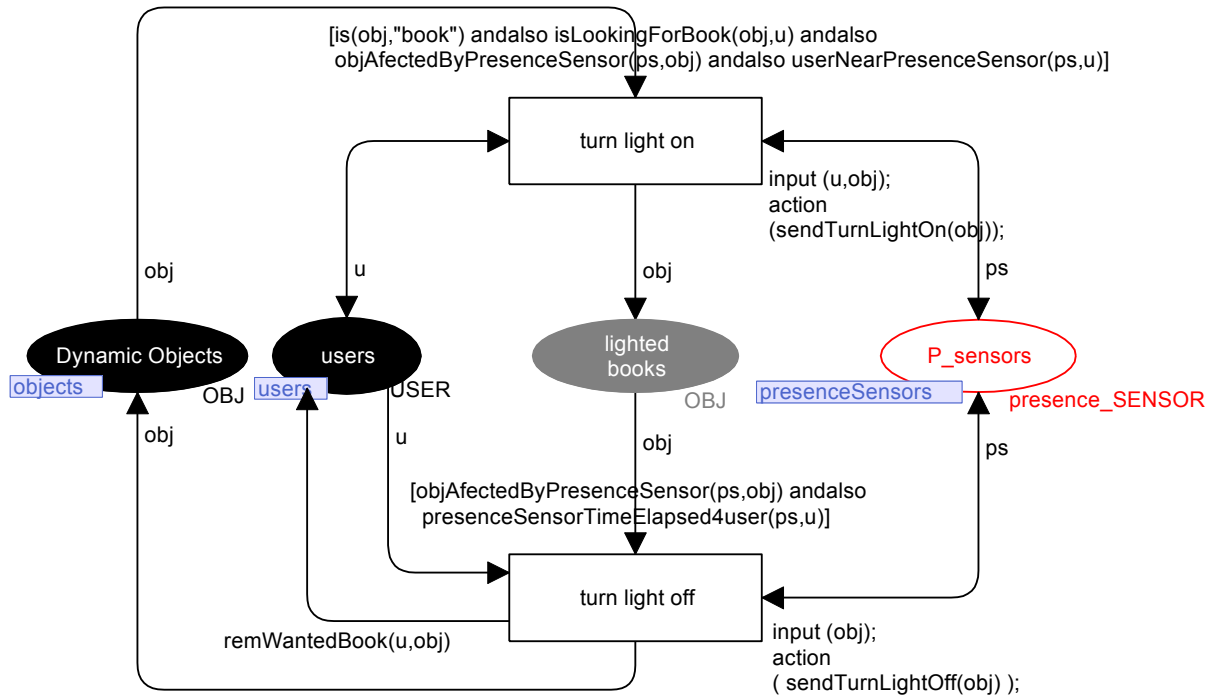 [is(obj,"book") andalso isLookingForBook(obj,u) andalso
objAfectedByPresenceSensor(ps,obj) andalso userNearPresenceSensor(ps,u)]
turn light on
input (u,obj);
action
(sendTurnLightOn(obj));
obj
u
obj
ps
Dynamic Objects
users
lighted
books
P_sensors
objects
OBJ
users
USER
OBJ
presenceSensors
presence_SENSOR
obj
u
obj
ps
[objAfectedByPresenceSensor(ps,obj) andalso
presenceSensorTimeElapsed4user(ps,u)]
turn light off
remWantedBook(u,obj)
input (obj);
action
( sendTurnLightOff(obj) );